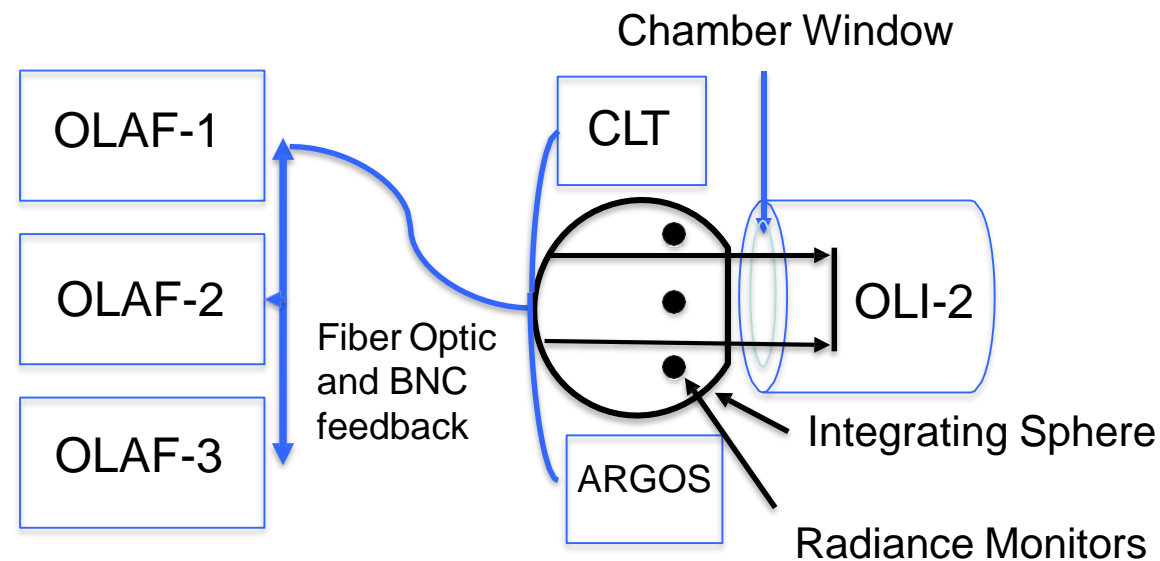 Chamber Window
OLAF-1
CLT
OLAF-2
OLI-2
Fiber Optic
and BNC
feedback
OLAF-3
Integrating Sphere
ARGOS
Radiance Monitors